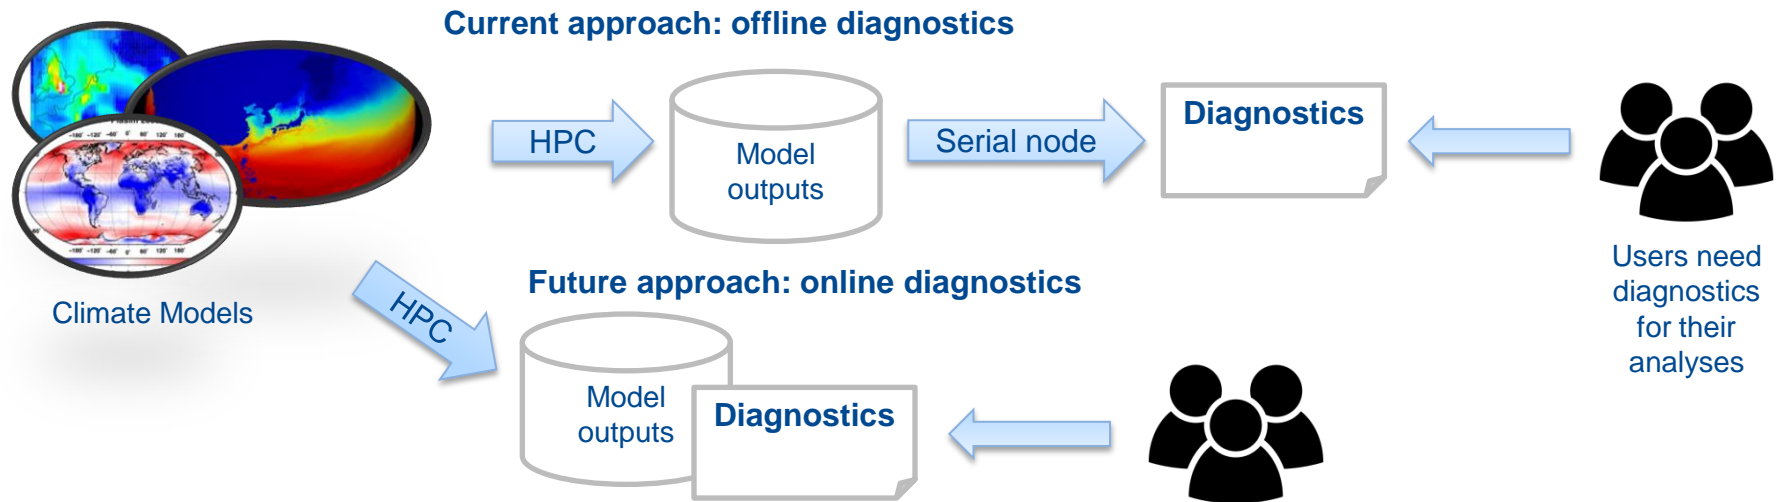 Current approach: offline diagnostics
HPC
Model
outputs
Serial node
Diagnostics
Users need
diagnostics
for their
analyses
Climate Models
Future approach: online diagnostics
HPC
Model
outputs
Diagnostics